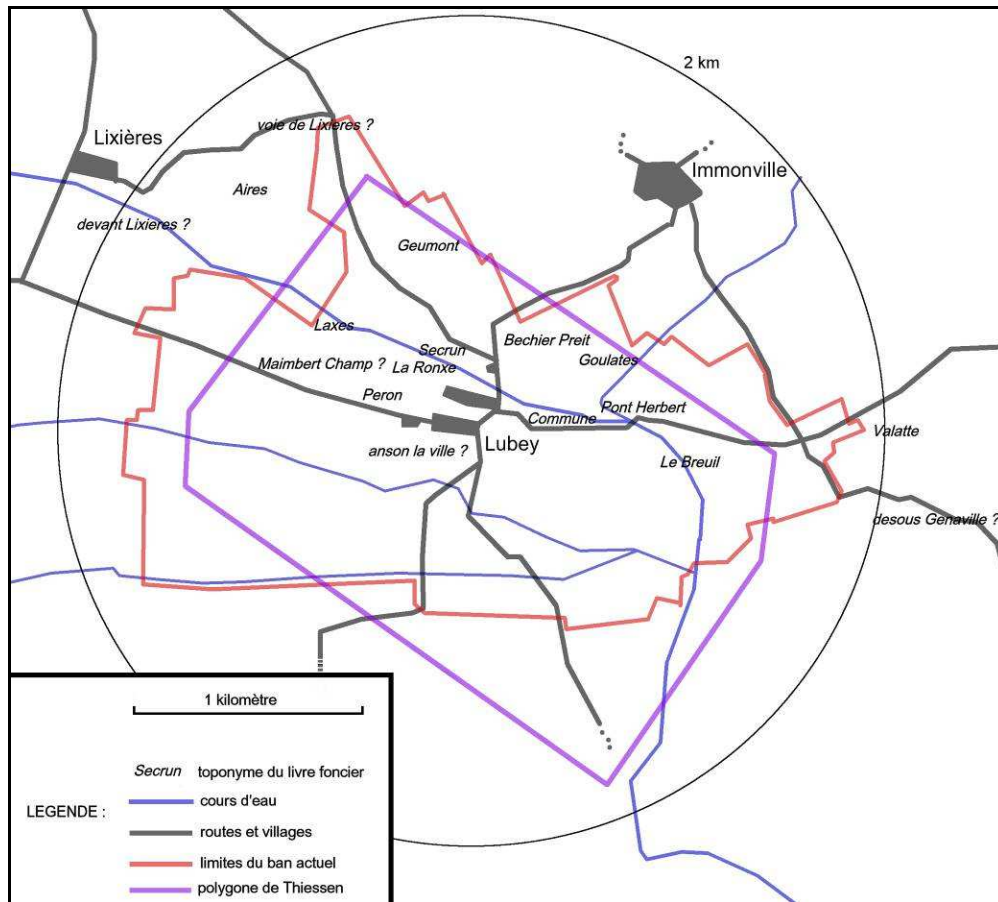 2 km
voie de Lixières ?
Lixières
Immonville
Aires
devant Lixieres ?
Geumont
Laxes
Bechier Preit
Secrun
Goulates
Maimbert Champ ?
La Ronxe
Peron
Pont Herbert
Commune
Valatte
anson la ville ?
Lubey
Le Breuil
desous Genaville ?
1 kilomètre
Secrun toponyme du livre foncier
LEGENDE :
cours d'eau
routes et villages
limites du ban actuel
polygone de Thiessen